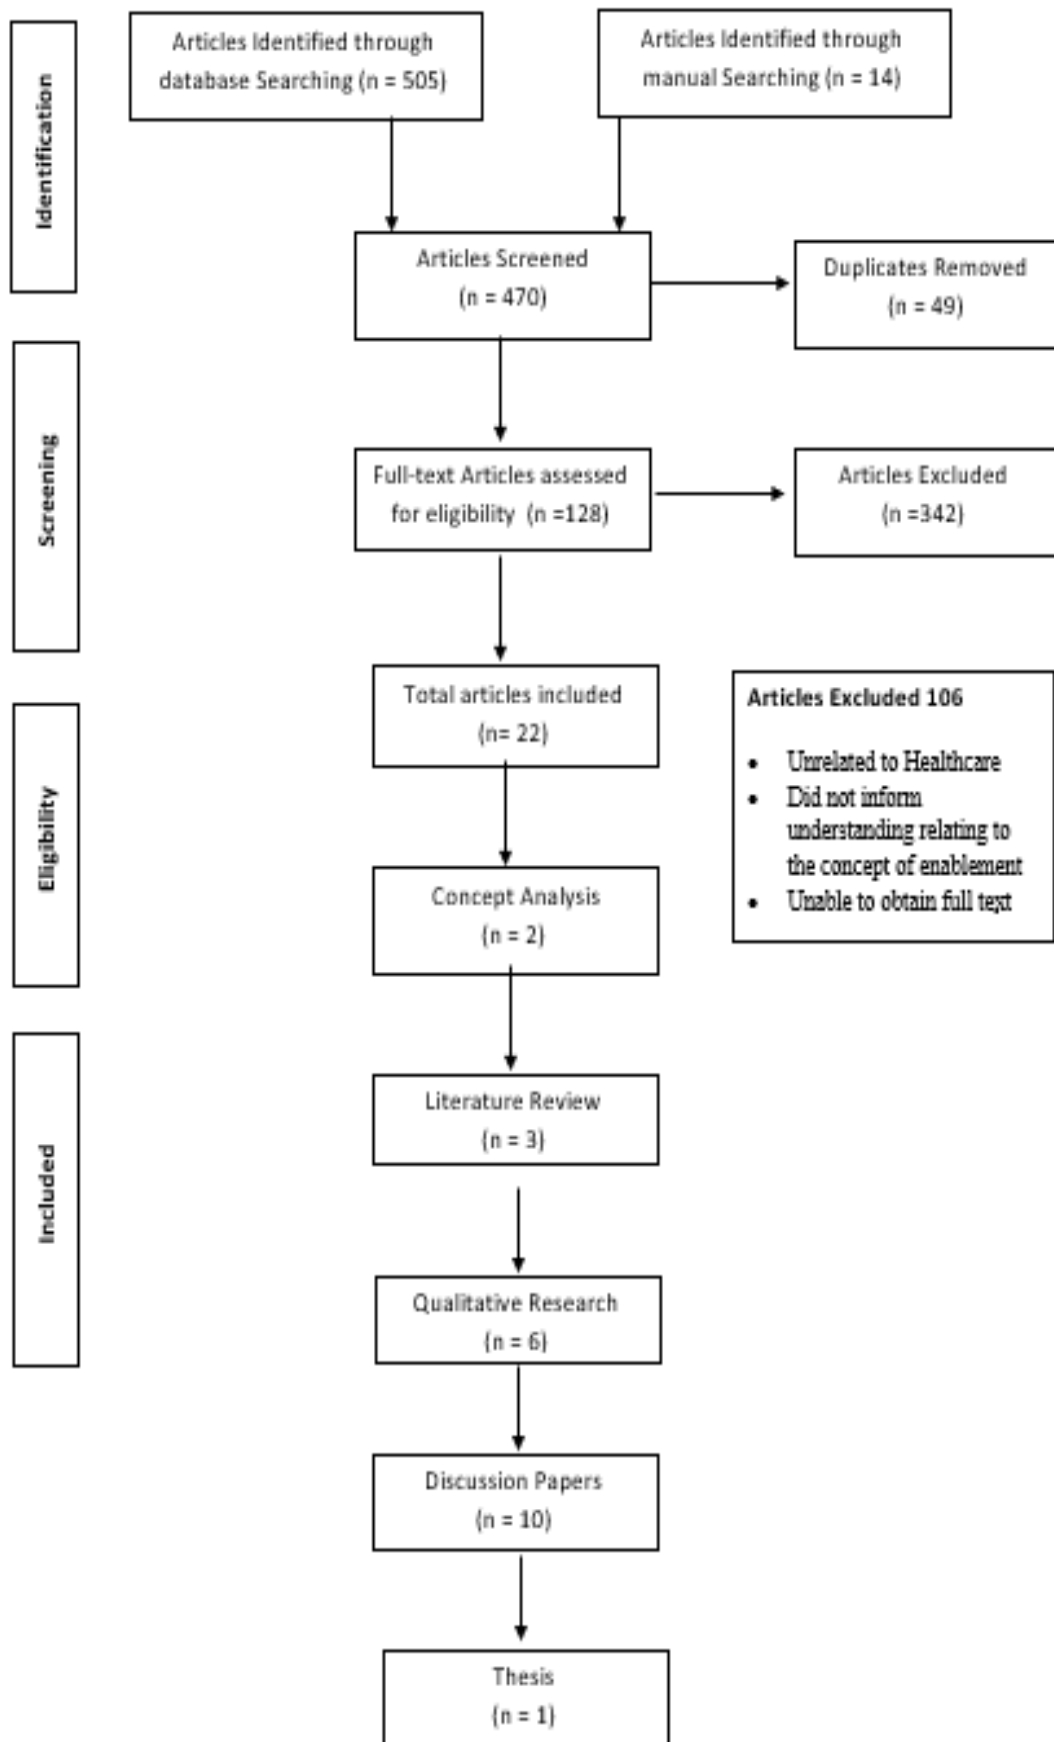 Identification
Articles Identified through
database Searching (n = 505)
Articles Identified through
manual Searching (n = 14)
Articles Screened
(n = 470)
Duplicates Removed
(n = 49)
Screening
Full-text Articles assessed
for eligibility (n =128)
Articles Excluded
(n =342)
Eligibility
Total articles included
(n= 22)
Articles Excluded 106
• Unrelated to Healthcare
• Did not inform
understanding relating to
the concept of enablement
• Unable to obtain full text
Concept Analysis
(n = 2)
Included
Literature Review
(n = 3)
Qualitative Research
(n = 6)
Discussion Papers
(n = 10)
Thesis
(n = 1)